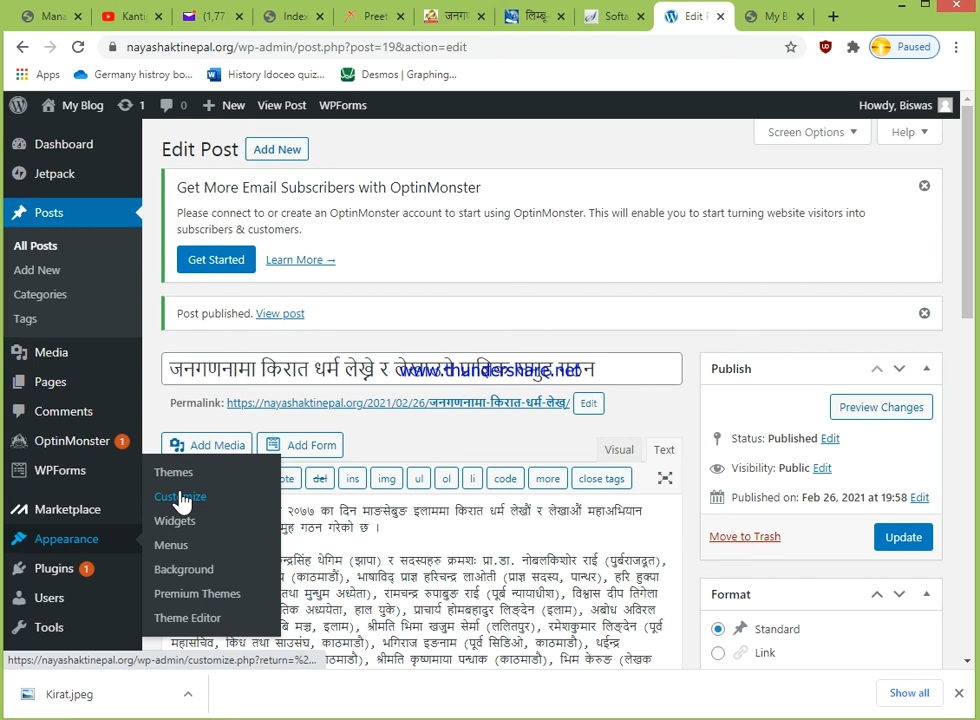 Mana
Kanti
(1,77
Index
Preet
जनग
लिम्बू
Softa
Edit P
My B
nayashaktinepal.org/wp-admin/post.php?post=19&action=edit
Paused
Apps
Germany histroy bo...
History Idoceo quiz...
Desmos | Graphing...
My Blog
1
0
New
View Post
WPForms
Howdy, Biswas
Dashboard
Jetpack
Posts
All Posts
Add New
Categories
Tags
Media
Pages
Comments
OptinMonster 1
WPForms
Marketplace
Appearance
Plugins 1
Users
Tools
Themes
Customize
Widgets
Menus
Background
Premium Themes
Theme Editor
Screen Options
Help
Edit Post
Add New
Get More Email Subscribers with OptinMonster
Please connect to or create an OptinMonster account to start using OptinMonster. This will enable you to start turning website visitors into
subscribers & customers.
Get Started
Learn More →
Post published. View post
जनगणनामा किरात धर्म लेख्ने र
गठन
www.thundershare.net
Permalink: https://nayashaktinepal.org/2021/02/26/जनगणनामा-किरात-धर्म-लेख्/
Edit
Add Media
Add Form
Visual
Text
del
ins
img
ul
ol
li
code
more
close tags
२०७७ का दिन माङसेबुङ इलाममा किरात धर्म लेखौं र लेखाऔं महाअभियान
मुह गठन गरेको छ ।
द्रसिंह थेगिम (झापा) र सदस्यहरु क्रमशः प्रा.डा. नोबलकिशोर राई (पुर्बराजदूत),
(काठमाडौं), भाषाविद् प्राज्ञ हरिचन्द्र लाओती (प्राज्ञ सदस्य, पान्थर), हरि हुक्पा
तथा मुन्धुम अध्येता), रामचन्द्र रुपाबुङ राई (पूर्ब न्यायाधीश), विश्वास दीप तिगेला
तिक अध्ययेता, हाल युके), प्राचार्य होमबहादुर लिङ्देन (इलाम), अबोध अविरल
बि मञ्च, इलाम), श्रीमति भिमा खजुम सेर्मा (ललितपुर), रमेशकुमार लिङ्देन (पूर्व
महासचिव, किंध तथा साउसंघ, काठमाडौं), भगिराज इङनाम (पूर्व सिडिओ, काठमाडौं), थईन्द्र
ठमाडौं), श्रीमति कृष्णमाया पन्धाक (काठमाडौं), भिम केरुङ (लेखक
Publish
Preview Changes
Status: Published Edit
Visibility: Public Edit
Published on: Feb 26, 2021 at 19:58 Edit
Move to Trash
Update
Format
Standard
Link
https://nayashaktinepal.org/wp-admin/customize.php?return=%2...
Kirat.jpeg
Show all